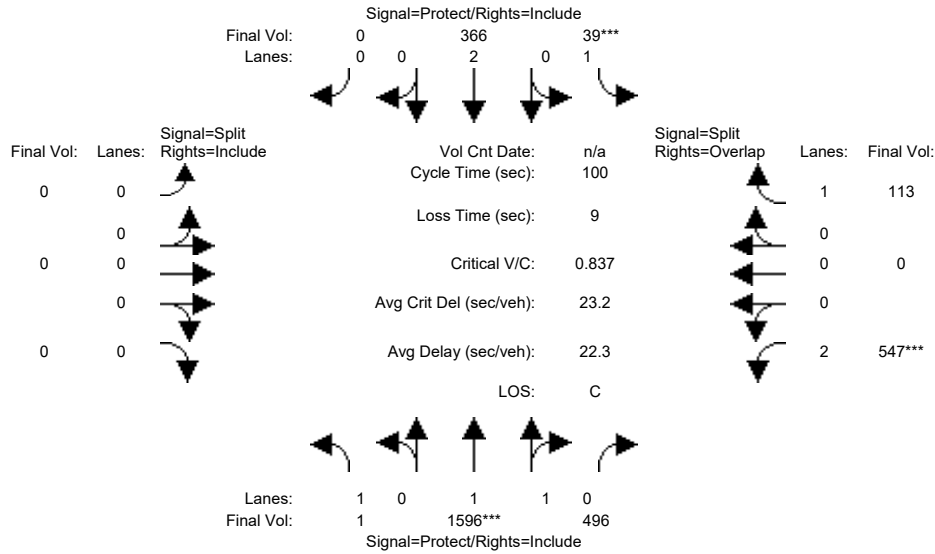 Signal=Protect/Rights=Include
Final Vol: 0 366 39***
Lanes: 0 0 2 0 1
Signal=Split Signal=Split
Final Vol: Lanes: Rights=Include Vol Cnt Date: n/a Rights=Overlap Lanes: Final Vol:
Cycle Time (sec): 100
0 0 1 113
Loss Time (sec): 9
0 0
0 0 Critical V/C: 0.837 0 0
0 Avg Crit Del (sec/veh): 23.2 0
0 0 Avg Delay (sec/veh): 22.3 2 547***
LOS: C
Lanes: 1 0 1 1 0
Final Vol: 1 1596*** 496
Signal=Protect/Rights=Include